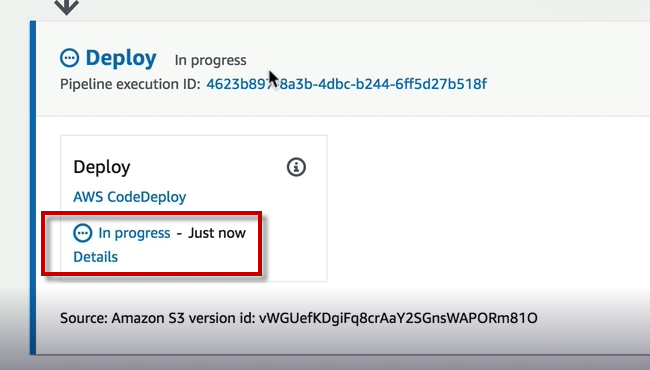 Deploy In progress
Pipeline execution ID: 4623b89 8a3b-4dbc-b244-6ff5d27b518f
Deploy
AWS CodeDeploy
In progress - Just now
Details
Source: Amazon S3 version id: vWGUefKDgiFq8crAaY2SGnsWAPORm81O